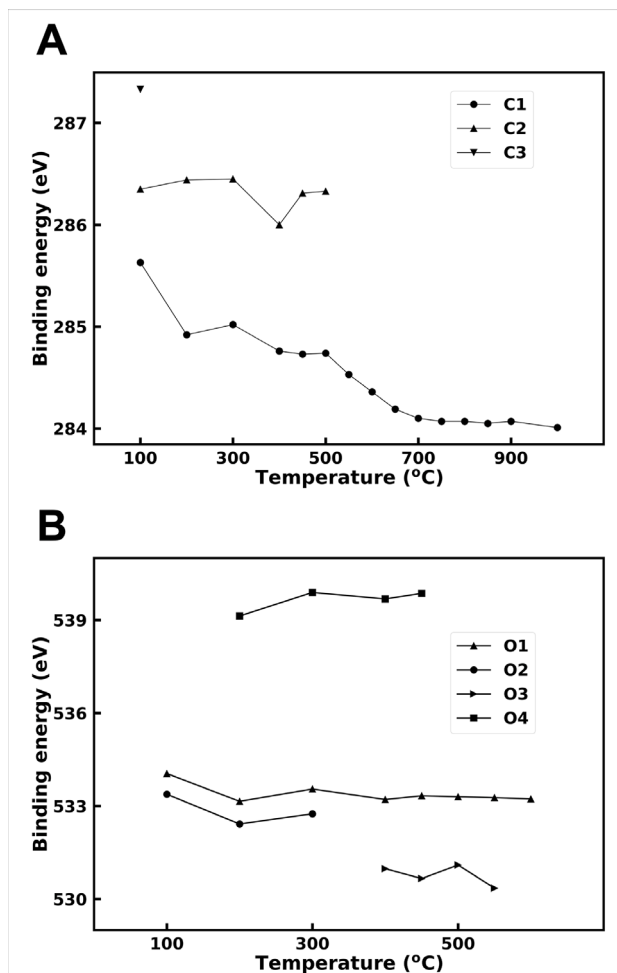 A
287
286
285
284
Binding energy (eV)
C1
C2
C3
100 300 500 700 900
Temperature (°C)
B
539
536
533
530
Binding energy (eV)
O1
O2
O3
O4
100 300 500
Temperature (°C)